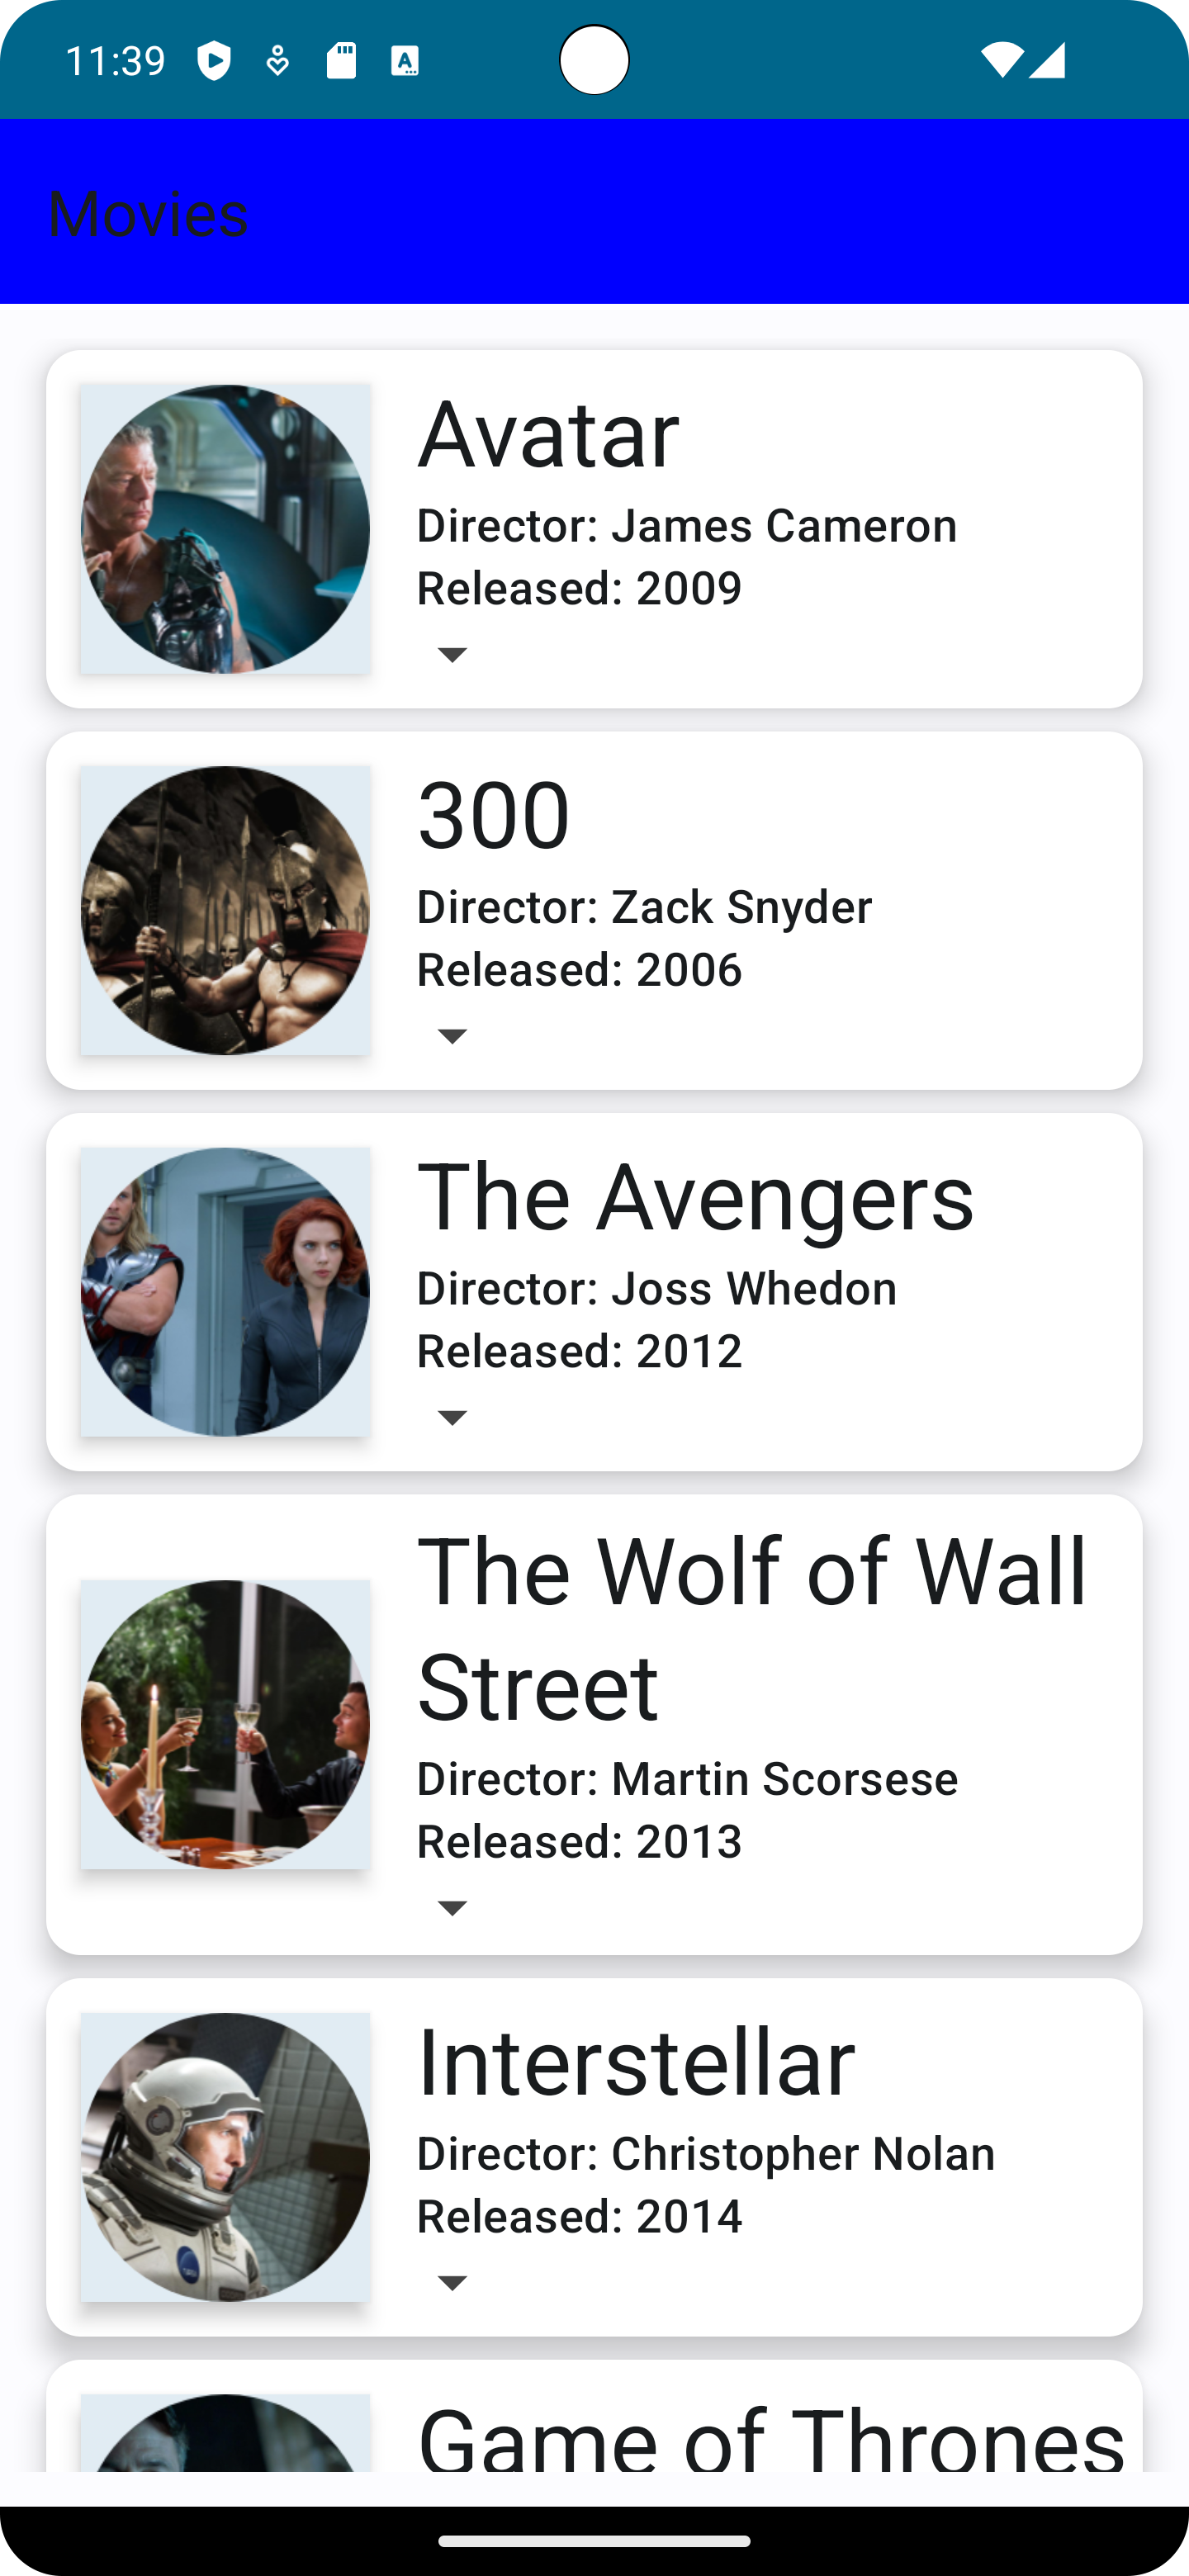 11:39
Movies
Avatar
Director: James Cameron
Released: 2009
300
Director: Zack Snyder
Released: 2006
The Avengers
Director: Joss Whedon
Released: 2012
The Wolf of Wall
Street
Director: Martin Scorsese
Released: 2013
Interstellar
Director: Christopher Nolan
Released: 2014
Game of Thrones